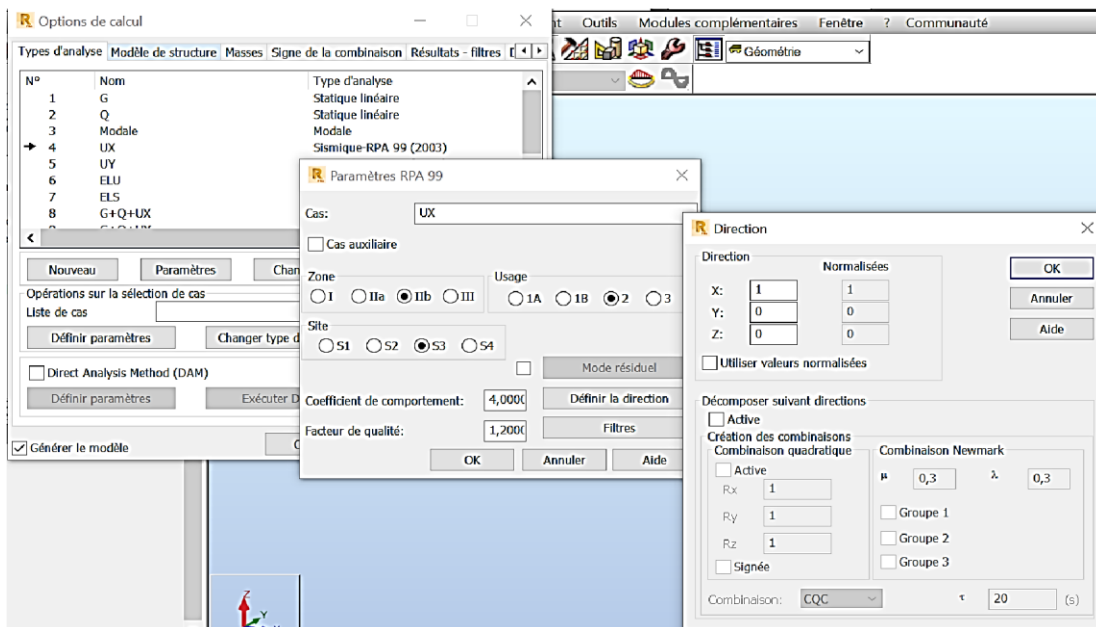 Options de calcul
Outils Modules complémentaires Fenêtre ? Communauté
Types d'analyse Modèle de structure Masses Signe de la combinaison Résultats - filtres
Géométrie
N° Nom Type d'analyse
1 G Statique linéaire
2 Q Statique linéaire
3 Modale Modale
4 UX Sismique-RPA 99 (2003)
5 UY
6 ELU
7 ELS
8 G+Q+UX
Nouveau Paramètres
Opérations sur la sélection de cas
Liste de cas
Définir paramètres Changer type d
Direct Analysis Method (DAM)
Définir paramètres Exécuter D
Générer le modèle
Paramètres RPA 99
Cas: UX
Cas auxiliaire
Zone
I IIa IIb III
Usage
1A 1B 2 3
Site
S1 S2 S3 S4
Mode résiduel
Coefficient de comportement: 4,000 Définir la direction
Facteur de qualité: 1,200 Filtres
OK Annuler Aide
Direction
Direction
Normalisées
X: 1 1
Y: 0 0
Z: 0 0
Utiliser valeurs normalisées
OK
Annuler
Aide
Décomposer suivant directions
Active
Création des combinaisons
Combinaison quadratique
Active
Rx 1
Ry 1
Rz 1
Signée
Combinaison Newmark
μ 0,3 λ 0,3
Groupe 1
Groupe 2
Groupe 3
Combinaison: CQC τ 20 (s)
Z
Y